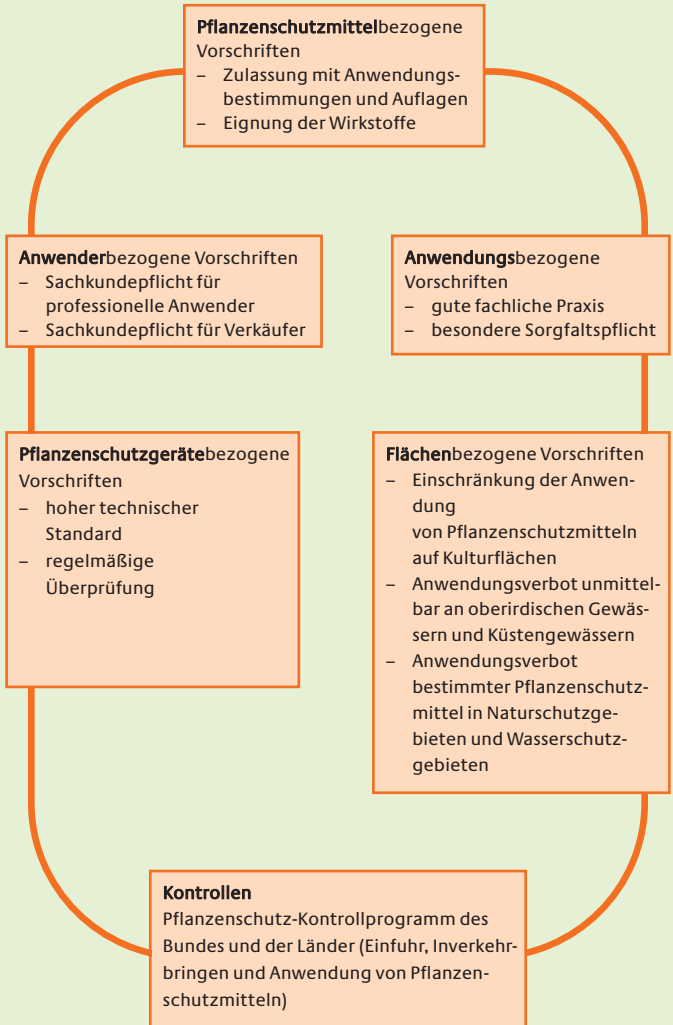 Pflanzenschutzmittelbezogene
Vorschriften
– Zulassung mit Anwendungs-
bestimmungen und Auflagen
– Eignung der Wirkstoffe
Anwenderbezogene Vorschriften
– Sachkundepflicht für
professionelle Anwender
– Sachkundepflicht für Verkäufer
Anwendungsbezogene
Vorschriften
– gute fachliche Praxis
– besondere Sorgfaltspflicht
Pflanzenschutzgerätebezogene
Vorschriften
– hoher technischer
Standard
– regelmäßige
Überprüfung
Flächenbezogene Vorschriften
– Einschränkung der Anwen-
dung
von Pflanzenschutzmitteln
auf Kulturflächen
– Anwendungsverbot unmittel-
bar an oberirdischen Gewäs-
sern und Küstengewässern
– Anwendungsverbot
bestimmter Pflanzenschutz-
mittel in Naturschutzge-
bieten und Wasserschutz-
gebieten
Kontrollen
Pflanzenschutz-Kontrollprogramm des
Bundes und der Länder (Einfuhr, Inverkehr-
bringen und Anwendung von Pflanzen-
schutzmitteln)